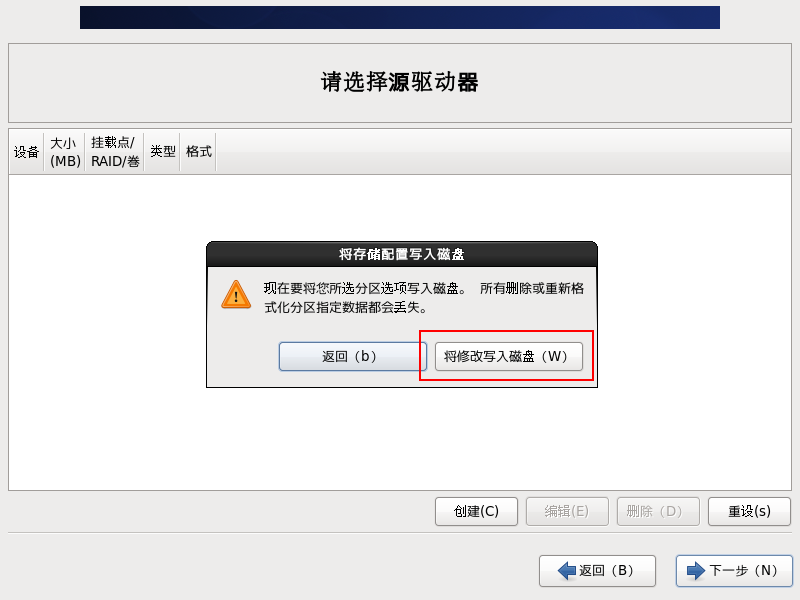 请选择源驱动器
设备
大小
(MB)
挂载点/
RAID/卷
类型
格式
将存储配置写入磁盘
现在要将您所选分区选项写入磁盘。 所有删除或重新格
式化分区指定数据都会丢失。
返回（b）
将修改写入磁盘（W）
创建(C)
编辑(E)
删除（D）
重设(s)
返回（B）
下一步（N）